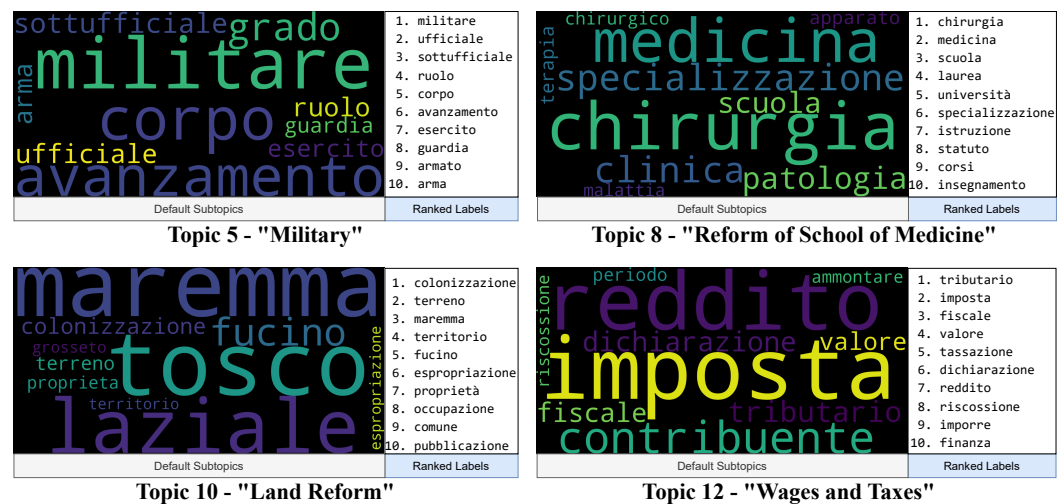 sottufficiale grado
militare
arma
corpo
ruolo
guardia
ufficiale
esercito
avanzamento
1. militare
2. ufficiale
3. sottufficiale
4. ruolo
5. corpo
6. avanzamento
7. esercito
8. guardia
9. armato
10. arma
Default Subtopics
Ranked Labels
Topic 5 - "Military"
chirurgico
apparato
medicina
terapia
specializzazione
scuola
chirurgia
clinica
patologia
malattia
1. chirurgia
2. medicina
3. scuola
4. laurea
5. università
6. specializzazione
7. istruzione
8. statuto
9. corsi
10. insegnamento
Default Subtopics
Ranked Labels
Topic 8 - "Reform of School of Medicine"
maremma
colonizzazione
fucino
grosseto
terreno
proprieta
tosco
espropriazione
territorio
laziale
1. colonizzazione
2. terreno
3. maremma
4. territorio
5. fucino
6. espropriazione
7. proprietà
8. occupazione
9. comune
10. pubblicazione
Default Subtopics
Ranked Labels
Topic 10 - "Land Reform"
periodo
ammontare
riscossione
reddito
dichiarazione
valore
imposta
fiscale
tributario
contribuente
1. tributario
2. imposta
3. fiscale
4. valore
5. tassazione
6. dichiarazione
7. reddito
8. riscossione
9. imporre
10. finanza
Default Subtopics
Ranked Labels
Topic 12 - "Wages and Taxes"